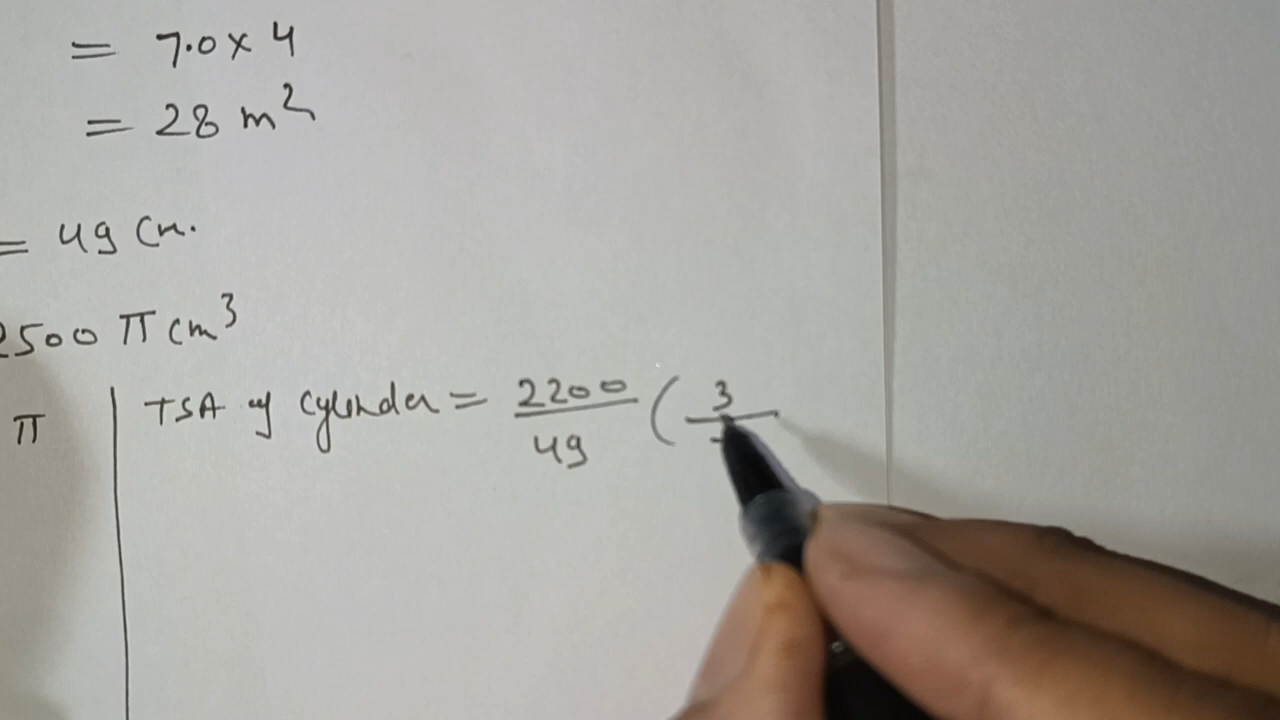 = 7.0 x 4
= 28 m²
= 49 cm.
2500 π cm³
π
TSA of cylinder = 2200/49 ( 3/